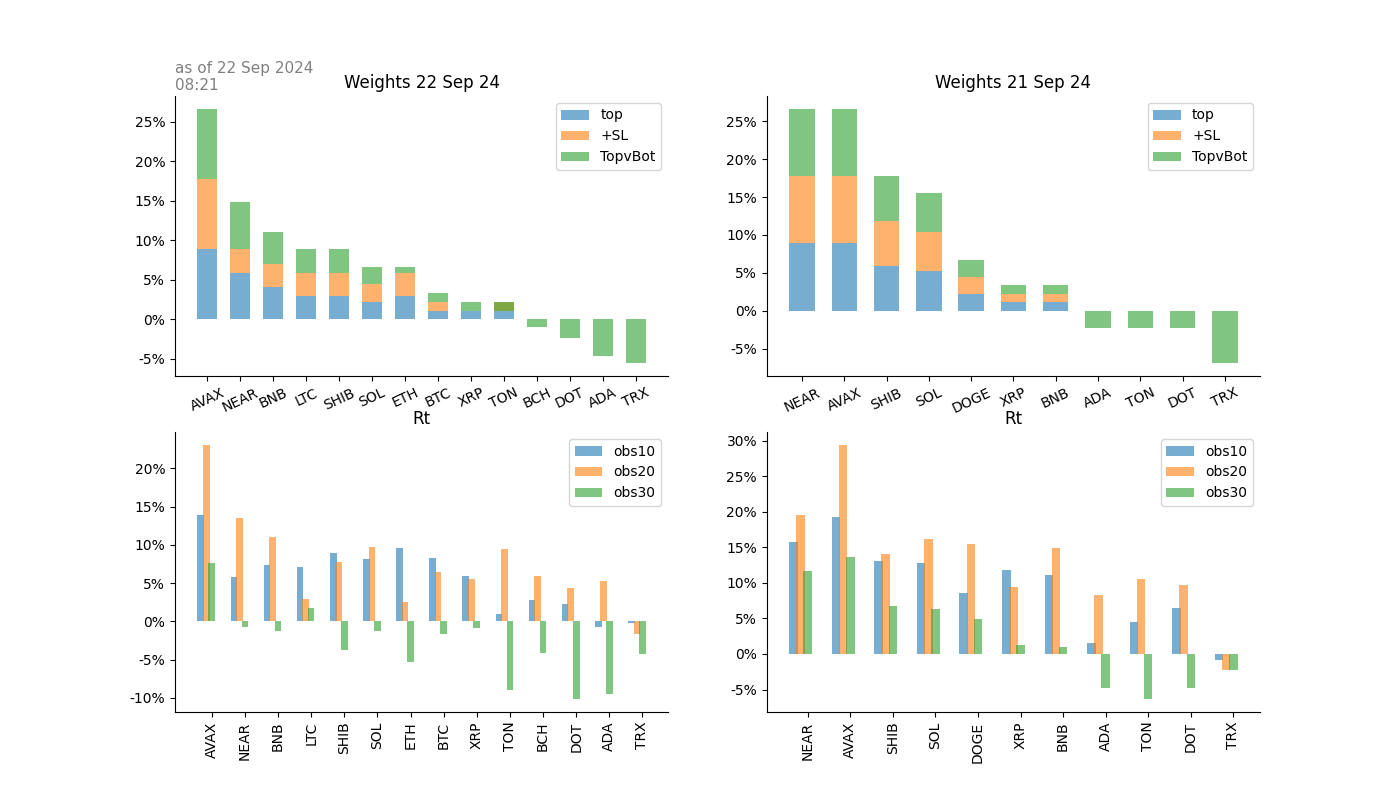 as of 22 Sep 2024
08:21
Weights 22 Sep 24
25%
20%
15%
10%
5%
0%
-5%
top
+SL
TopvBot
AVAX NEAR BNB LTC SHIB SOL ETH BTC XRP TON BCH DOT ADA TRX
Weights 21 Sep 24
25%
20%
15%
10%
5%
0%
-5%
top
+SL
TopvBot
NEAR AVAX SHIB SOL DOGE XRP BNB ADA TON DOT TRX
Rt
20%
15%
10%
5%
0%
-5%
-10%
obs10
obs20
obs30
AVAX NEAR BNB LTC SHIB SOL ETH BTC XRP TON BCH DOT ADA TRX
Rt
30%
25%
20%
15%
10%
5%
0%
-5%
obs10
obs20
obs30
NEAR AVAX SHIB SOL DOGE XRP BNB ADA TON DOT TRX